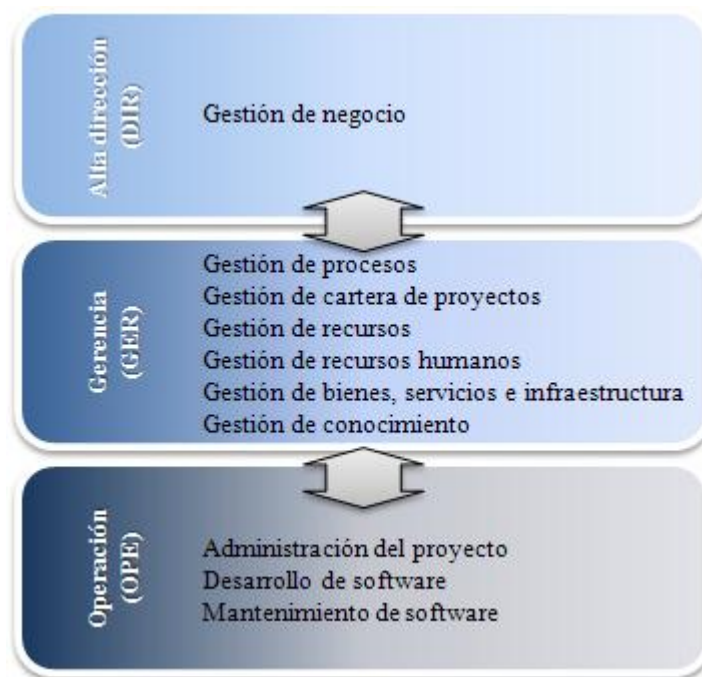 Alta dirección
(DIR)
Gestión de negocio
Gerencia
(GER)
Gestión de procesos
Gestión de cartera de proyectos
Gestión de recursos
Gestión de recursos humanos
Gestión de bienes, servicios e infraestructura
Gestión de conocimiento
Operación
(OPE)
Administración del proyecto
Desarrollo de software
Mantenimiento de software